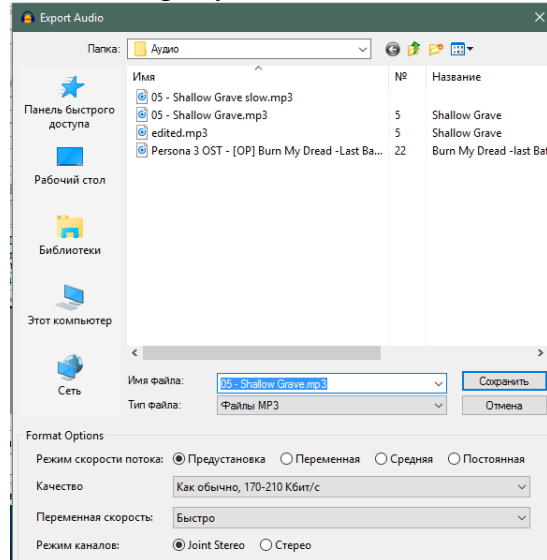 Export Audio
Папка: Аудио
Имя № Название
05 - Shallow Grave slow.mp3
05 - Shallow Grave.mp3 5 Shallow Grave
edited.mp3 5 Shallow Grave
Persona 3 OST - [OP] Burn My Dread -Last Ba... 22 Burn My Dread -last Bat
Панель быстрого
доступа
Рабочий стол
Библиотеки
Этот компьютер
Сеть
Имя файла: 05 - Shallow Grave.mp3 Сохранить
Тип файла: Файлы MP3 Отмена
Format Options
Режим скорости потока: Предустановка Переменная Средняя Постоянная
Качество Как обычно, 170-210 Кбит/с
Переменная скорость: Быстро
Режим каналов: Joint Stereo Стерео